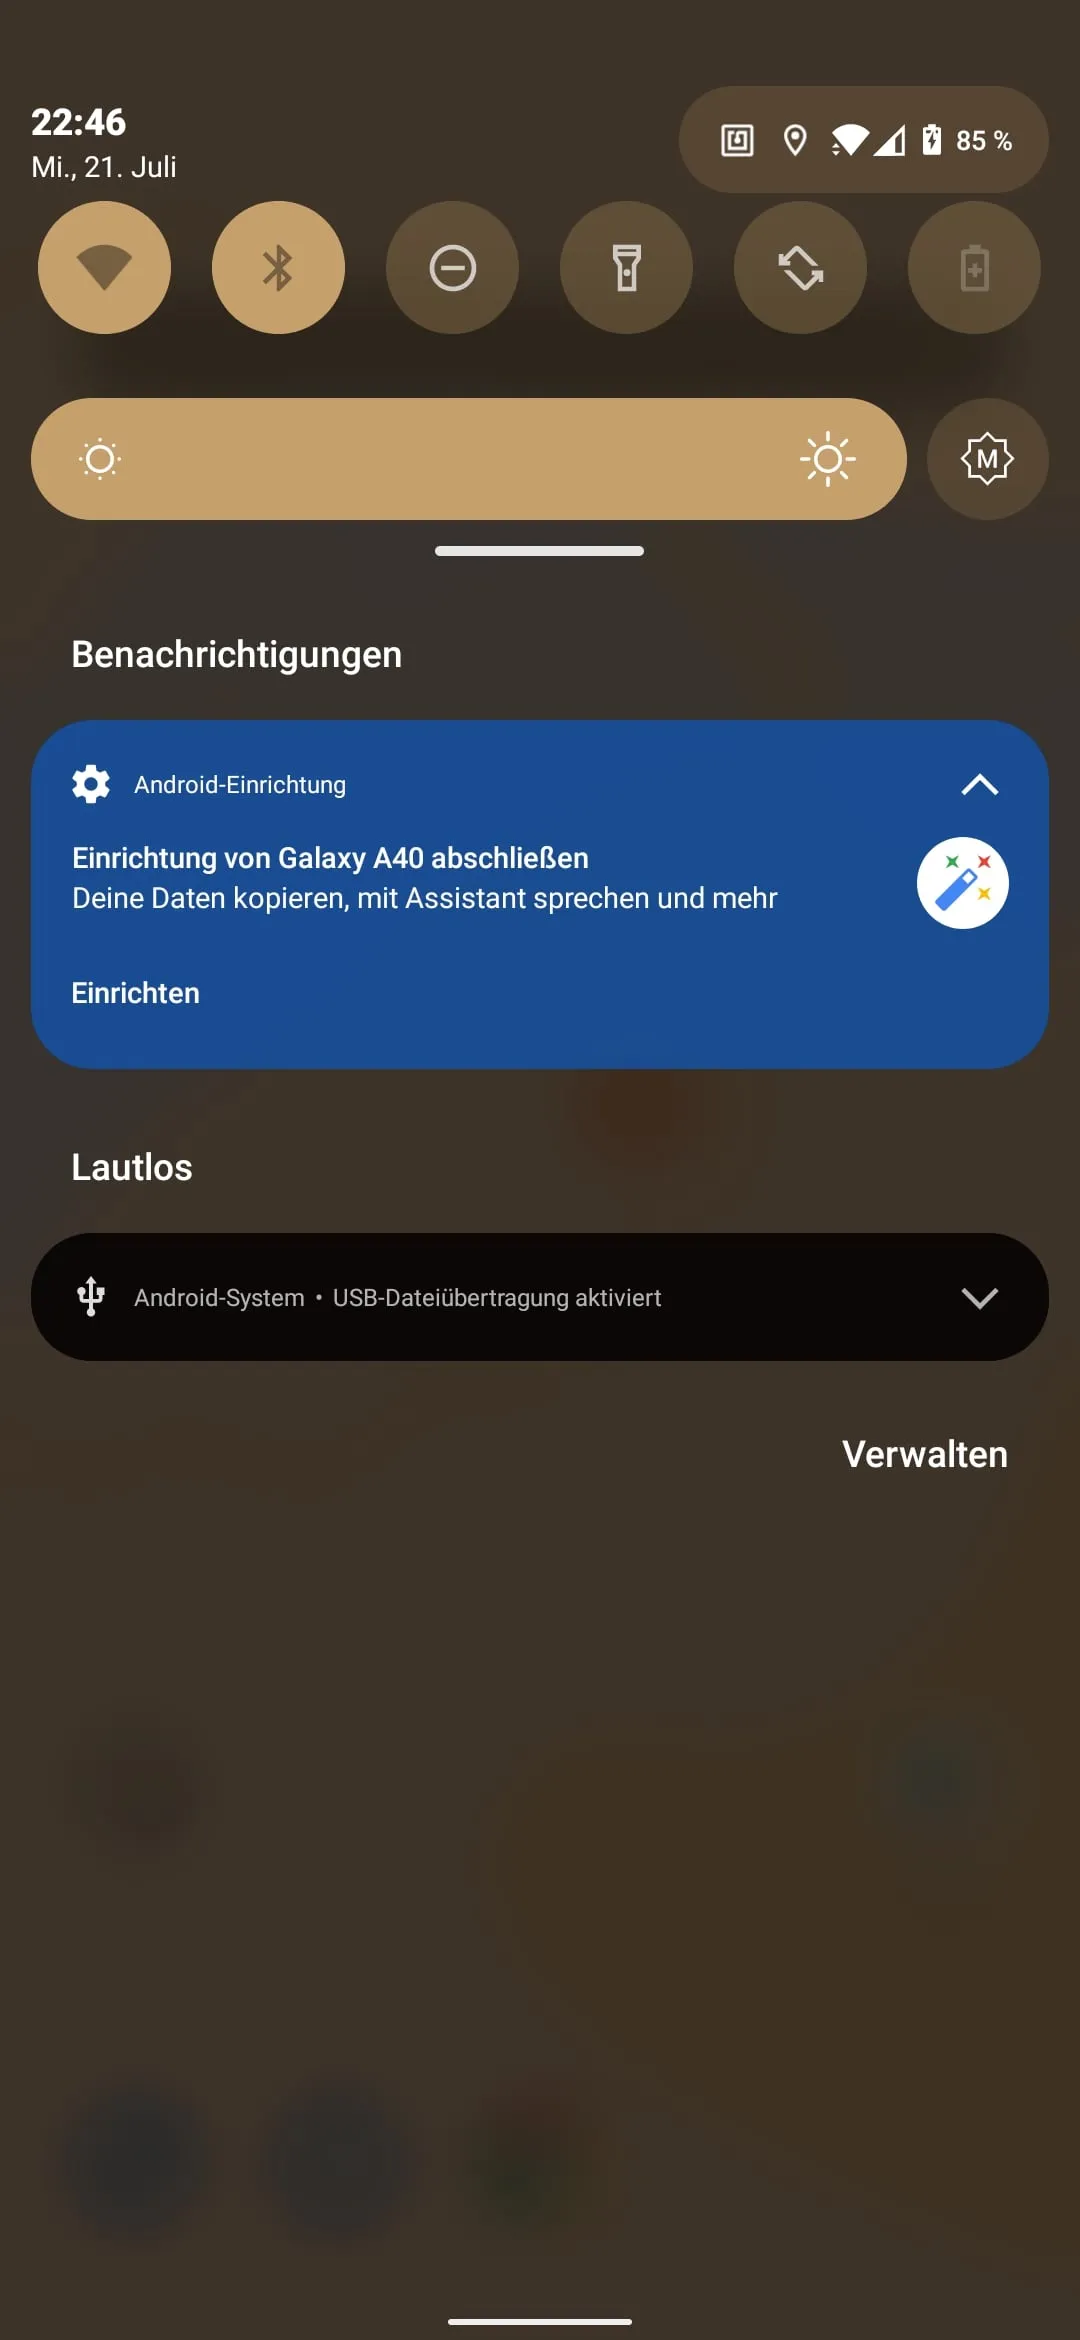 22:46
Mi., 21. Juli
85 %
M
Benachrichtigungen
Android-Einrichtung
Einrichtung von Galaxy A40 abschließen
Deine Daten kopieren, mit Assistant sprechen und mehr
Einrichten
Lautlos
Android-System • USB-Dateiübertragung aktiviert
Verwalten